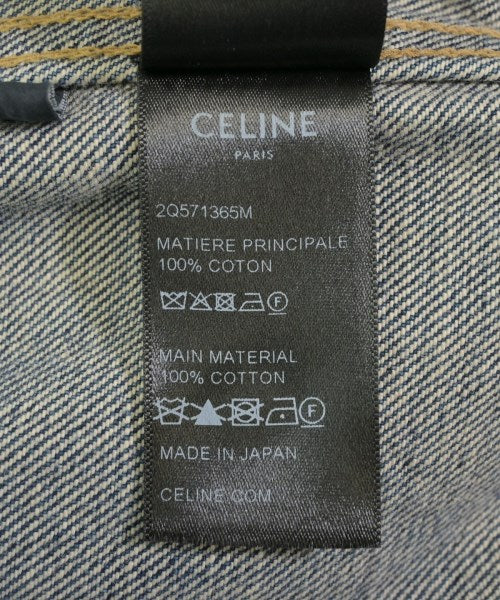 CELINE
PARIS
2Q571365M
MATIERE PRINCIPALE
100% COTON
MAIN MATERIAL
100% COTTON
MADE IN JAPAN
CELINE.COM